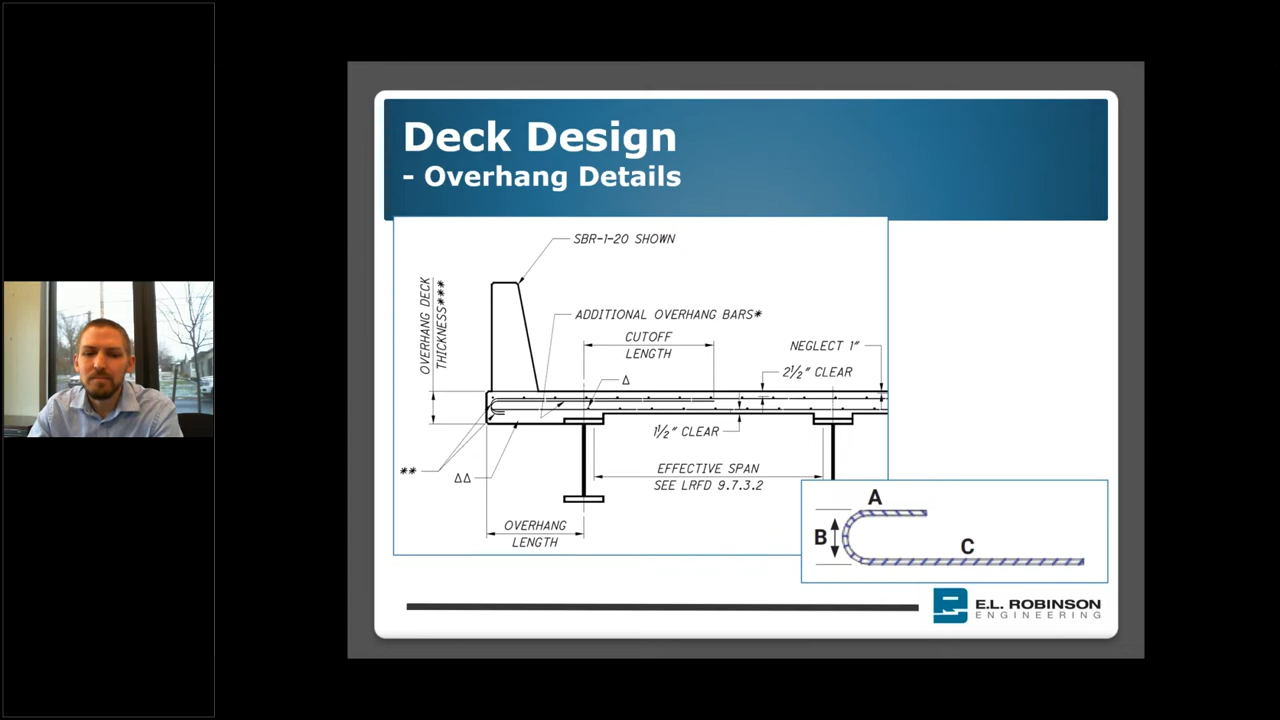 Deck Design
- Overhang Details
SBR-1-20 SHOWN
OVERHANG DECK
THICKNESS***
ADDITIONAL OVERHANG BARS*
CUTOFF
LENGTH
NEGLECT 1"
2½" CLEAR
Δ
1½" CLEAR
**
ΔΔ
EFFECTIVE SPAN
SEE LRFD 9.7.3.2
OVERHANG
LENGTH
A
B
C
E.L. ROBINSON
ENGINEERING